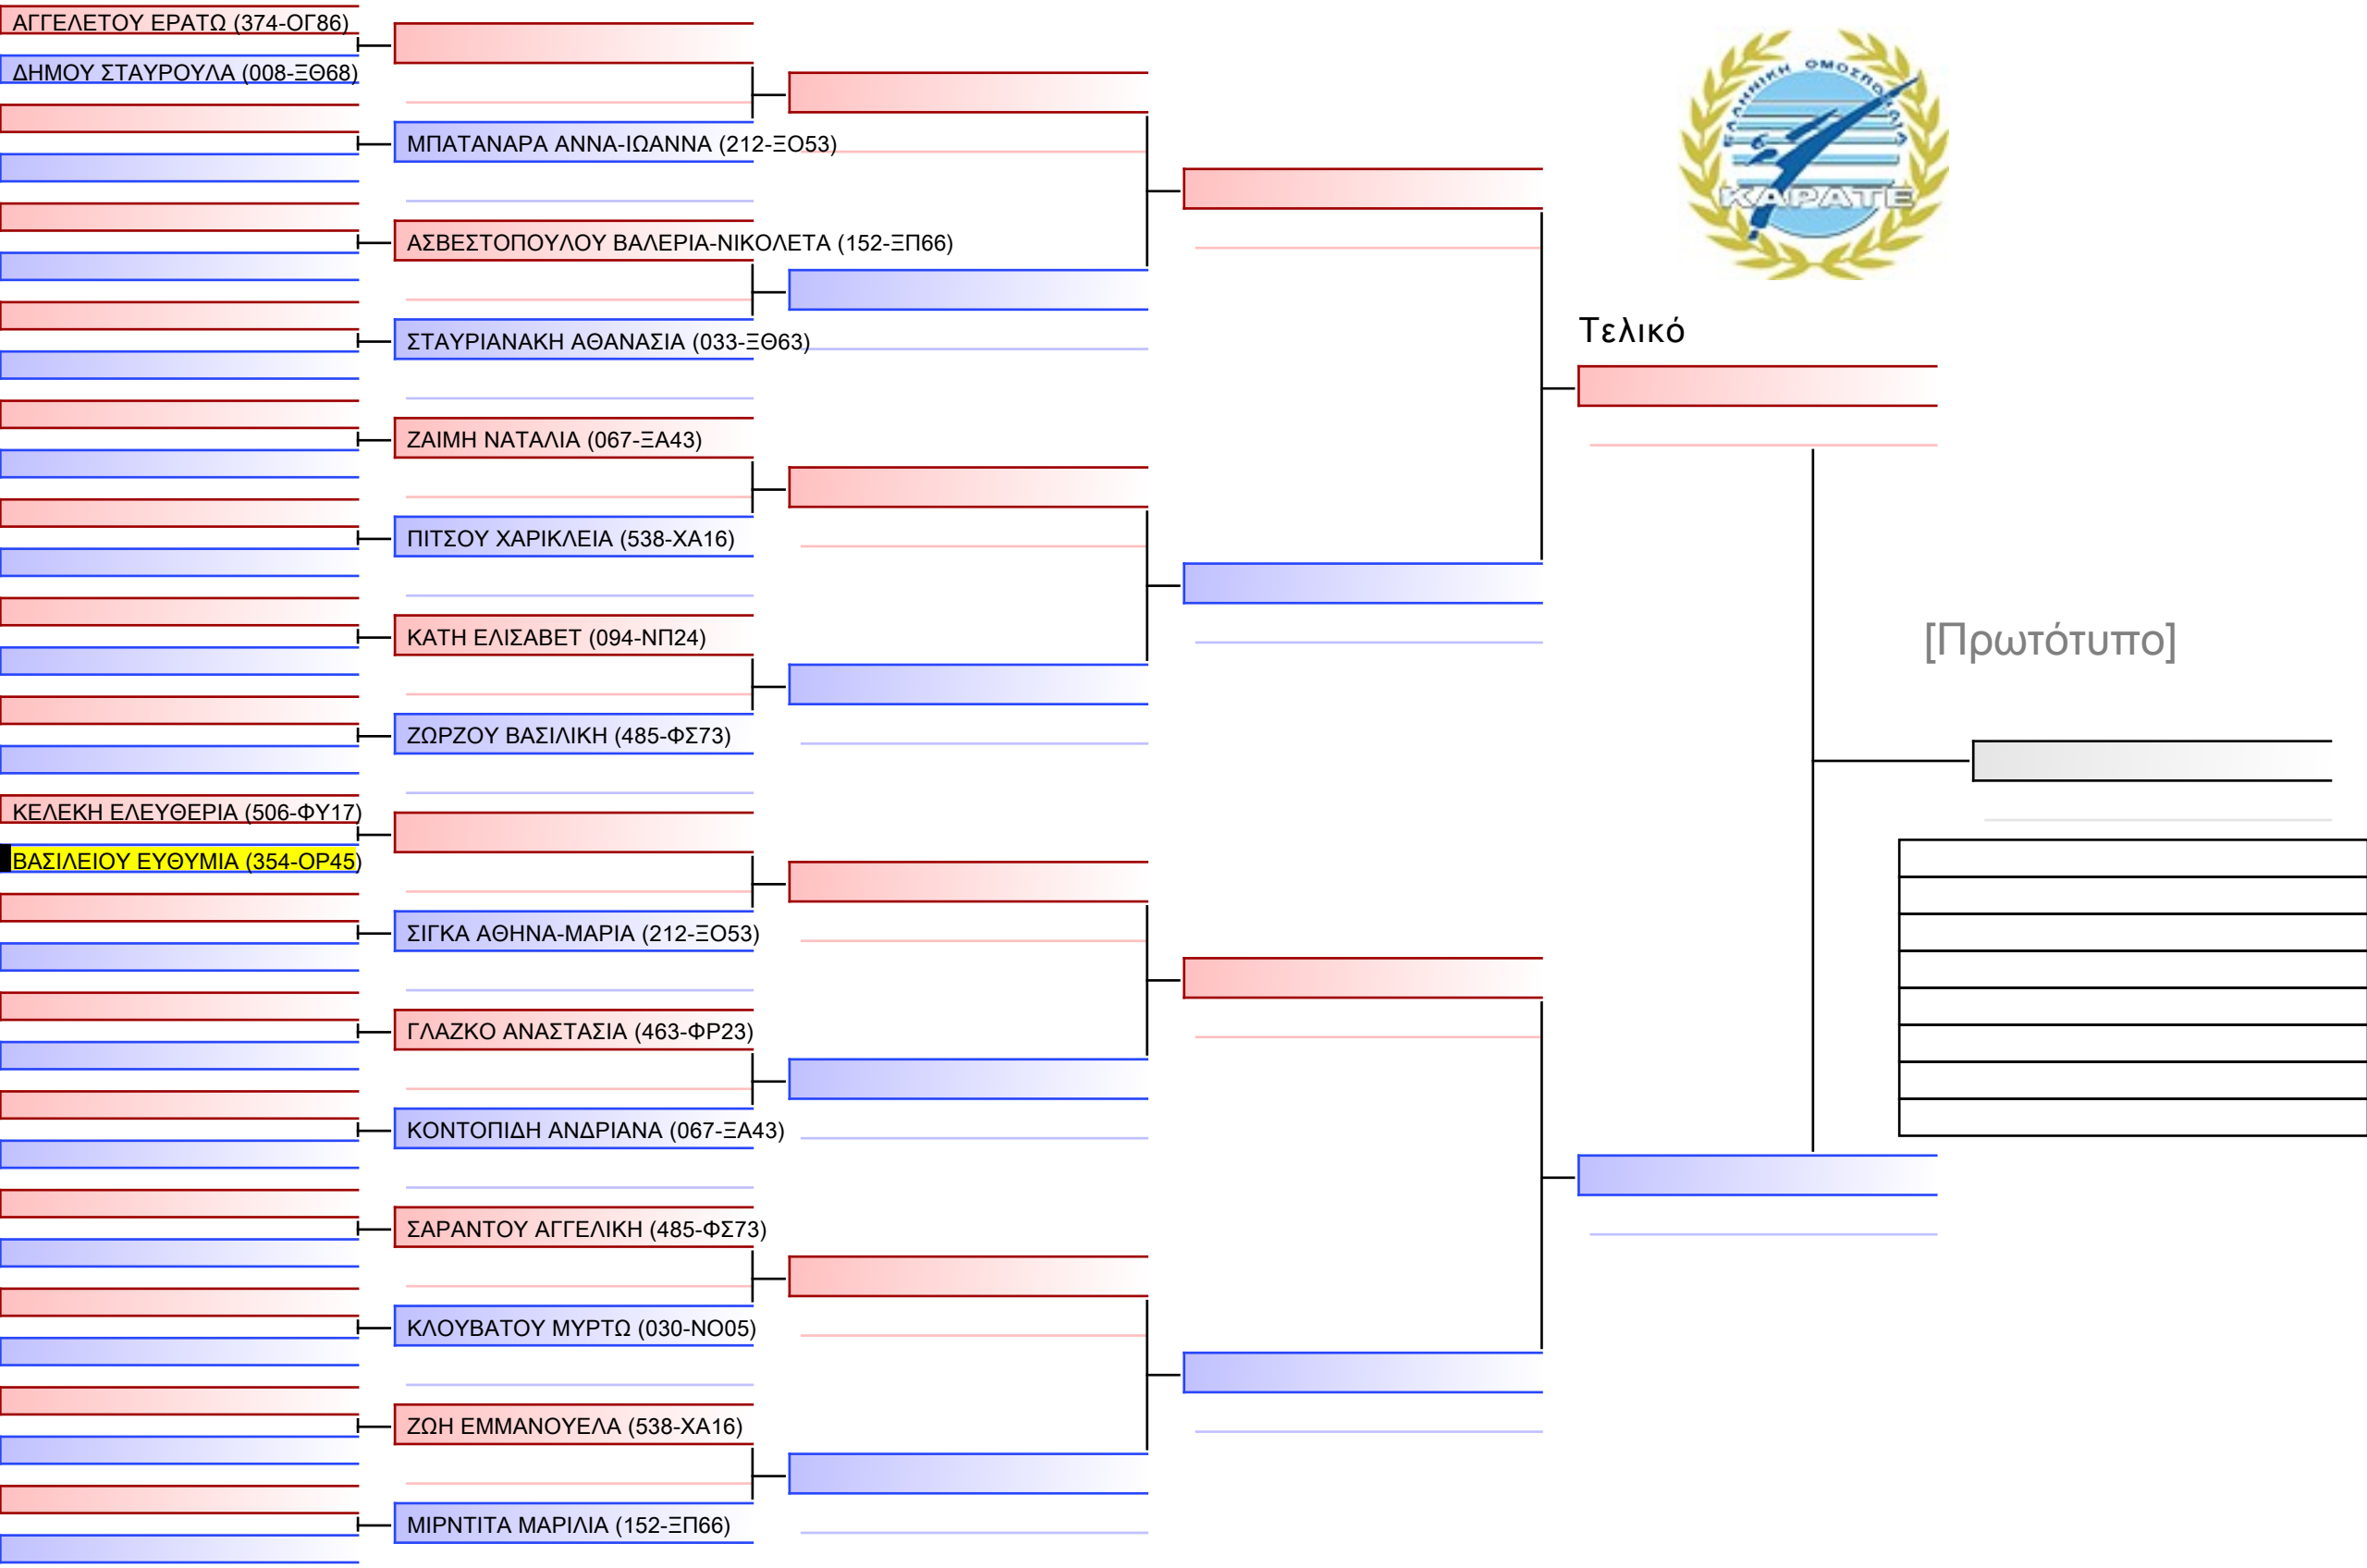 ΑΓΓΕΛΕΤΟΥ ΕΡΑΤΩ (374-ΟΓ86)
ΔΗΜΟΥ ΣΤΑΥΡΟΥΛΑ (008-ΞΘ68)
ΜΠΑΤΑΝΑΡΑ ΑΝΝΑ-ΙΩΑΝΝΑ (212-ΞΟ53)
ΑΣΒΕΣΤΟΠΟΥΛΟΥ ΒΑΛΕΡΙΑ-ΝΙΚΟΛΕΤΑ (152-ΞΠ66)
ΣΤΑΥΡΙΑΝΑΚΗ ΑΘΑΝΑΣΙΑ (033-ΞΘ63)
ΖΑΙΜΗ ΝΑΤΑΛΙΑ (067-ΞΑ43)
ΠΙΤΣΟΥ ΧΑΡΙΚΛΕΙΑ (538-ΧΑ16)
ΚΑΤΗ ΕΛΙΣΑΒΕΤ (094-ΝΠ24)
ΖΩΡΖΟΥ ΒΑΣΙΛΙΚΗ (485-ΦΣ73)
ΚΕΛΕΚΗ ΕΛΕΥΘΕΡΙΑ (506-ΦΥ17)
ΒΑΣΙΛΕΙΟΥ ΕΥΘΥΜΙΑ (354-ΟΡ45)
ΣΙΓΚΑ ΑΘΗΝΑ-ΜΑΡΙΑ (212-ΞΟ53)
ΓΛΑΖΚΟ ΑΝΑΣΤΑΣΙΑ (463-ΦΡ23)
ΚΟΝΤΟΠΙΔΗ ΑΝΔΡΙΑΝΑ (067-ΞΑ43)
ΣΑΡΑΝΤΟΥ ΑΓΓΕΛΙΚΗ (485-ΦΣ73)
ΚΛΟΥΒΑΤΟΥ ΜΥΡΤΩ (030-ΝΟ05)
ΖΩΗ ΕΜΜΑΝΟΥΕΛΑ (538-ΧΑ16)
ΜΙΡΝΤΙΤΑ ΜΑΡΙΛΙΑ (152-ΞΠ66)
ΕΛΛΗΝΙΚΗ ΟΜΟΣΠΟΝΔΙΑ
ΚΑΡΑΤΕ
Τελικό
[Πρωτότυπο]